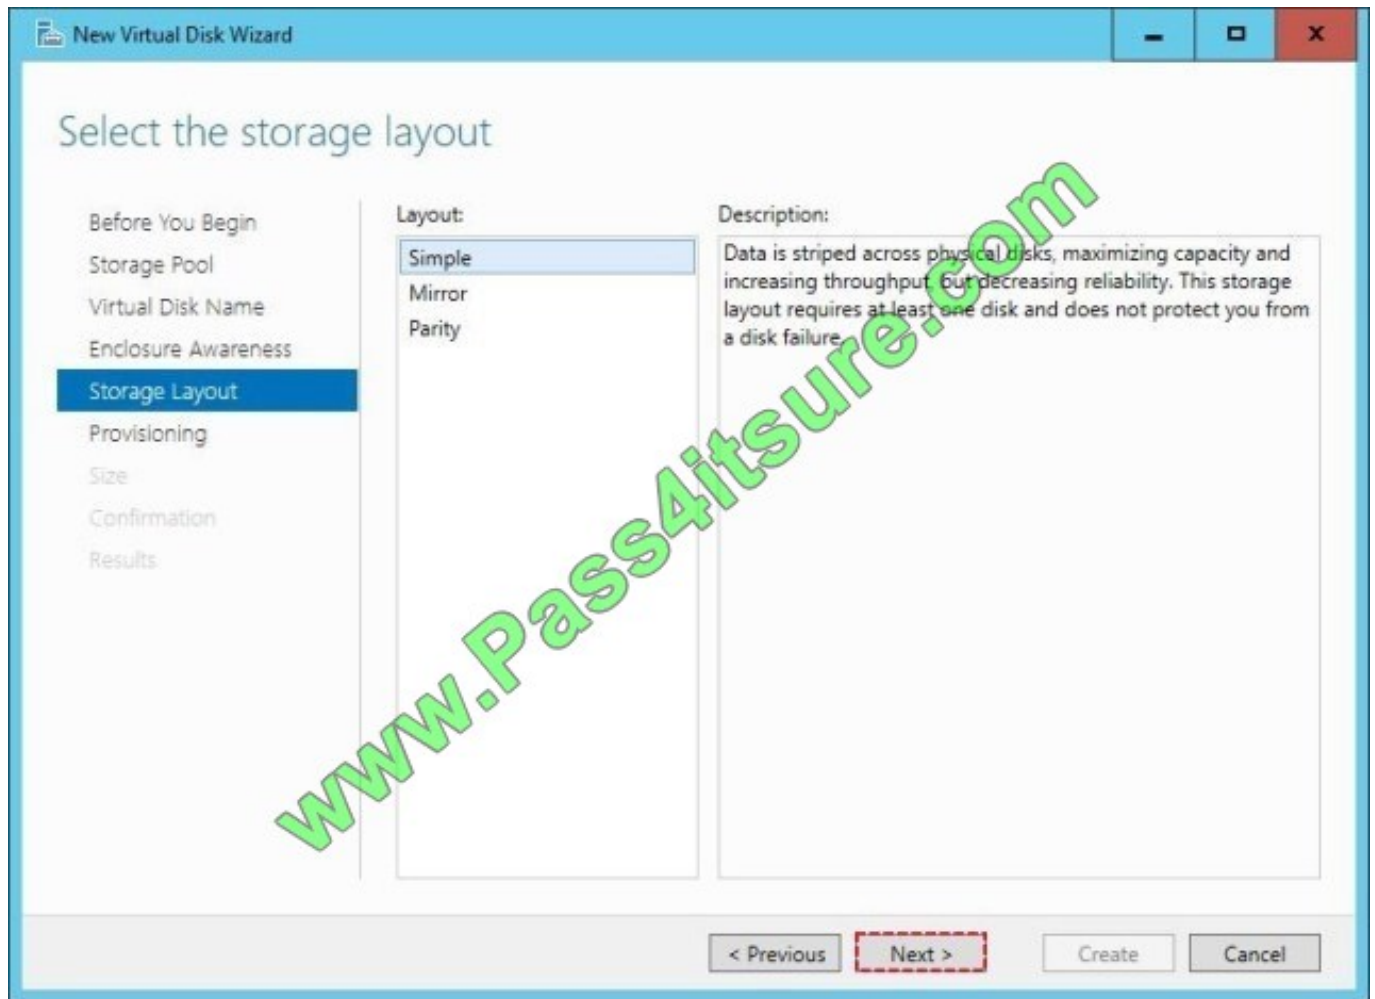 New Virtual Disk Wizard
Select the storage layout
Before You Begin
Storage Pool
Virtual Disk Name
Enclosure Awareness
Storage Layout
Provisioning
Size
Confirmation
Results
Layout:
Simple
Mirror
Parity
Description:
Data is striped across physical disks, maximizing capacity and
increasing throughput, but decreasing reliability. This storage
layout requires at least one disk and does not protect you from
a disk failure.
www.Pass4itsure.com
< Previous
Next >
Create
Cancel